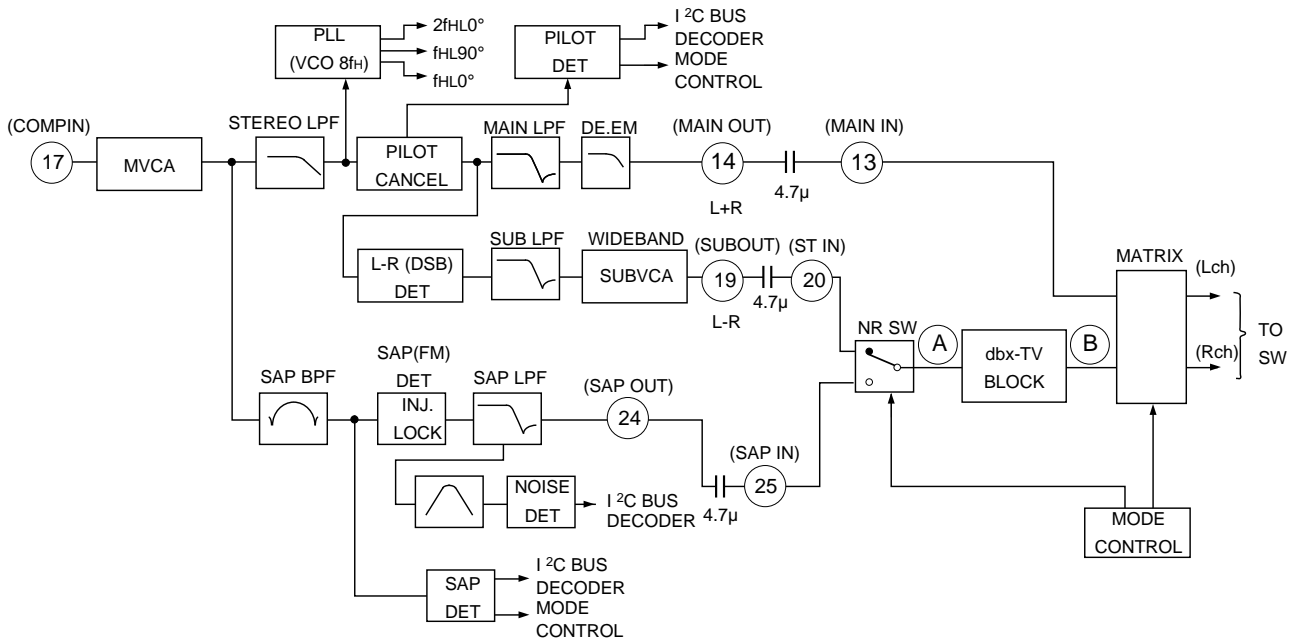 PLL
(VCO 8fH)
2fHL0°
fHL90°
fHL0°
PILOT
DET
I ²C BUS
DECODER
MODE
CONTROL
(COMPIN)
17
MVCA
STEREO LPF
PILOT
CANCEL
MAIN LPF
DE.EM
(MAIN OUT)
14
L+R
4.7µ
(MAIN IN)
13
L-R (DSB)
DET
SUB LPF
WIDEBAND
SUBVCA
(SUBOUT)
19
L-R
4.7µ
(ST IN)
20
NR SW
A
dbx-TV
BLOCK
B
MATRIX
(Lch)
(Rch)
TO
SW
SAP BPF
SAP(FM)
DET
INJ.
LOCK
SAP LPF
(SAP OUT)
24
4.7µ
(SAP IN)
25
NOISE
DET
I ²C BUS
DECODER
MODE
CONTROL
SAP
DET
I ²C BUS
DECODER
MODE
CONTROL